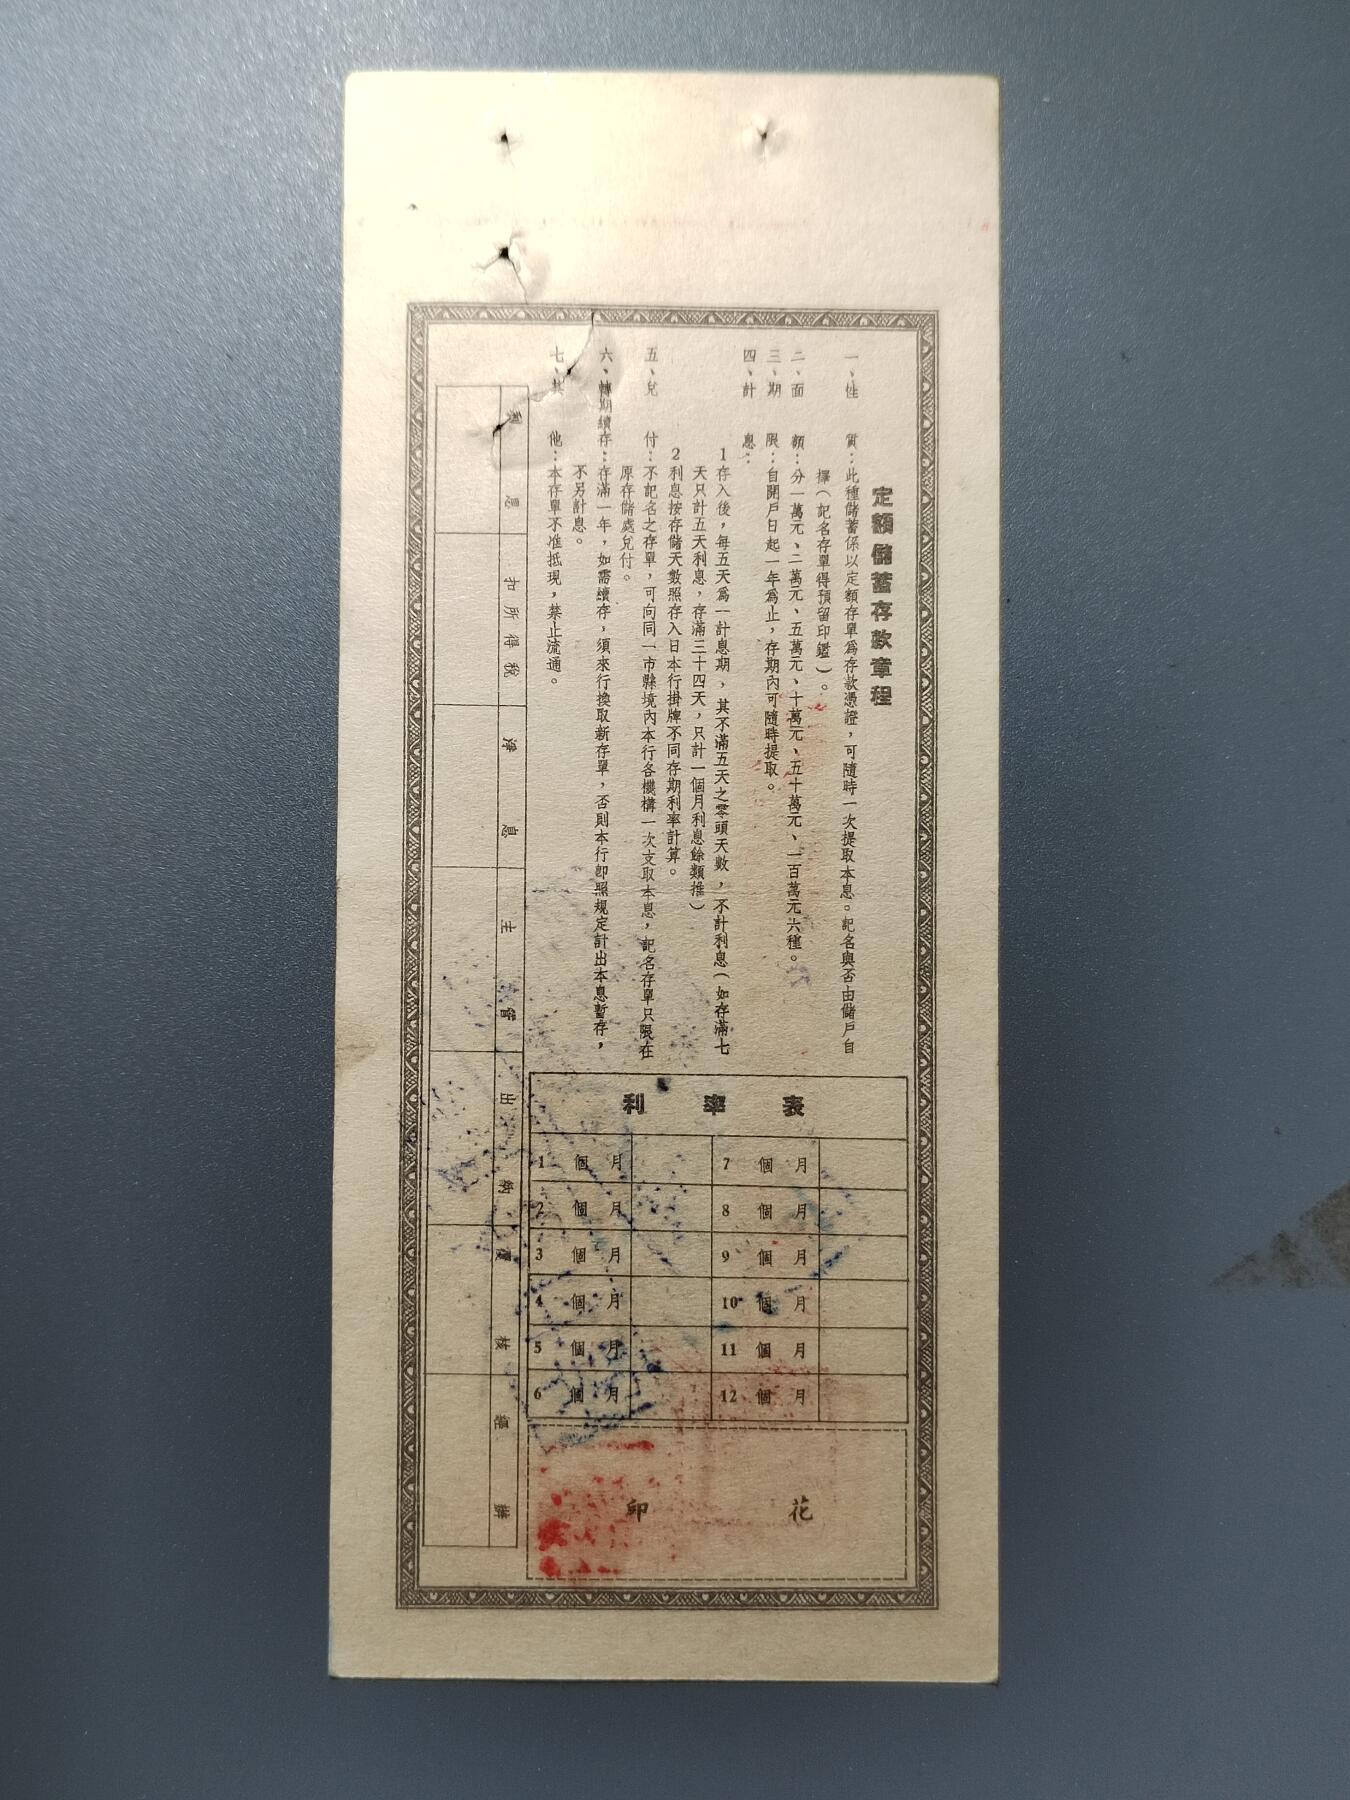 定額儲蓄存款章程
一、性質：此種儲蓄係以定額存單爲存款憑證，可隨時一次提取本息。記名與否由儲戶自
擇（記名存單得預留印鑑）。
二、面額：分一萬元、二萬元、五萬元、十萬元、五十萬元、一百萬元六種。
三、期限：自開戶日起一年爲止，存期內可隨時提取。
四、計息：
1存入後，每五天爲一計息期，其不滿五天之零頭天數，不計利息（如存滿七
天只計五天利息，存滿三十四天，只計一個月利息餘類推）
2利息按存儲天數照存入日本行掛牌不同存期利率計算。
五、兌付：不記名之存單，可向同一市縣境內本行各機構一次支取本息，記名存單只限在
原存儲處兌付。
六、轉期續存：存滿一年，如需續存，須來行換取新存單，否則本行卽照規定計出本息暫存，
不另計息。
七、其他：本存單不准抵現，禁止流通。
利率表
1個月
2個月
3個月
4個月
5個月
6個月
7個月
8個月
9個月
10個月
11個月
12個月
印花
利息
扣所得稅
淨息
主管
出納
覆核
經辦